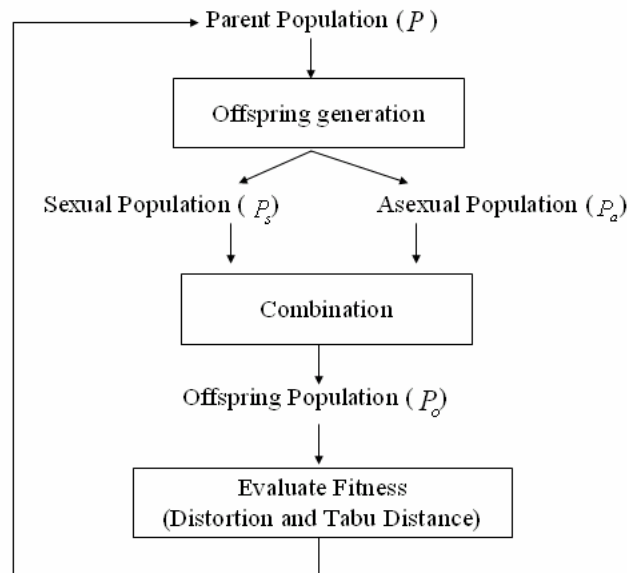 Parent Population ( P )
Offspring generation
Sexual Population ( Ps )
Asexual Population ( Pa )
Combination
Offspring Population ( Po )
Evaluate Fitness
(Distortion and Tabu Distance)